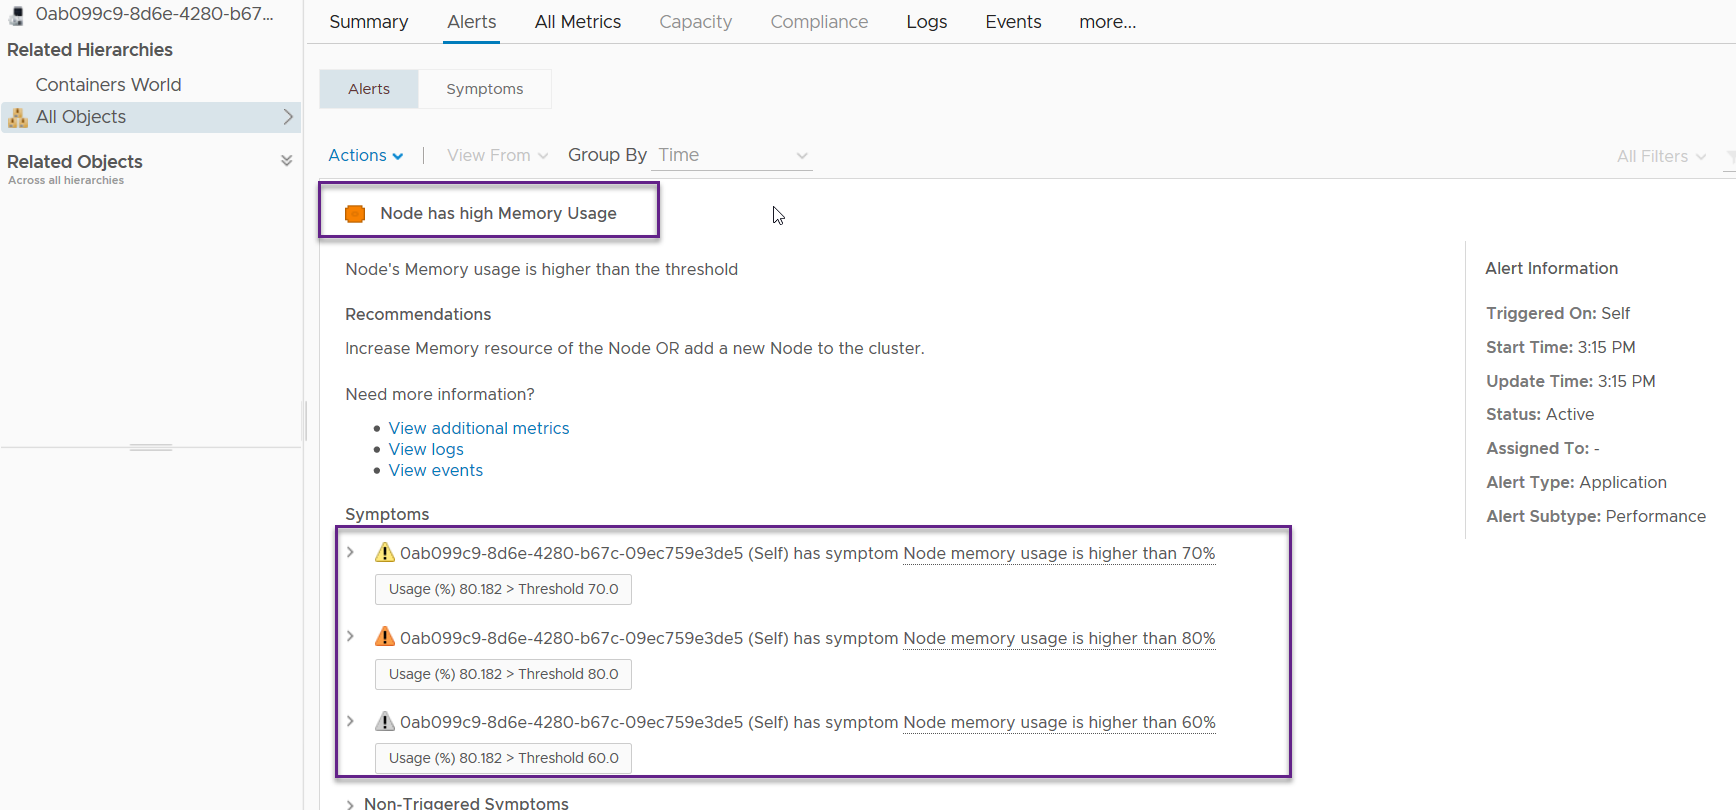 0ab099c9-8d6e-4280-b67...
Related Hierarchies
Containers World
All Objects
Related Objects
Across all hierarchies
Summary Alerts All Metrics Capacity Compliance Logs Events more...
Alerts Symptoms
Actions View From Group By Time All Filters
Node has high Memory Usage
Node's Memory usage is higher than the threshold
Recommendations
Increase Memory resource of the Node OR add a new Node to the cluster.
Need more information?
• View additional metrics
• View logs
• View events
Symptoms
0ab099c9-8d6e-4280-b67c-09ec759e3de5 (Self) has symptom Node memory usage is higher than 70%
Usage (%) 80.182 > Threshold 70.0
0ab099c9-8d6e-4280-b67c-09ec759e3de5 (Self) has symptom Node memory usage is higher than 80%
Usage (%) 80.182 > Threshold 80.0
0ab099c9-8d6e-4280-b67c-09ec759e3de5 (Self) has symptom Node memory usage is higher than 60%
Usage (%) 80.182 > Threshold 60.0
Non-Triggered Symptoms
Alert Information
Triggered On: Self
Start Time: 3:15 PM
Update Time: 3:15 PM
Status: Active
Assigned To: -
Alert Type: Application
Alert Subtype: Performance